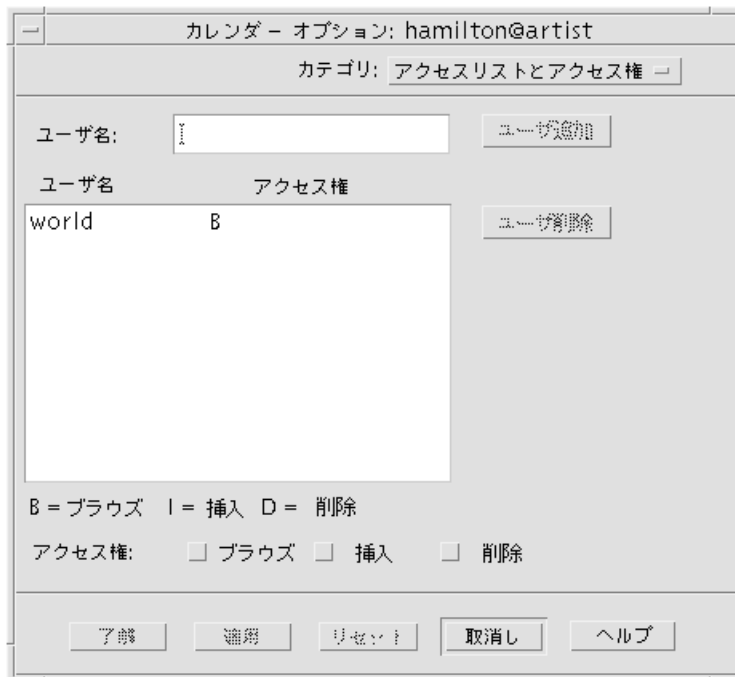 カレンダー – オプション: hamilton@artist
カテゴリ: アクセスリストとアクセス権
ユーザ名: ユーザ追加
ユーザ名 アクセス権
world B ユーザ削除
B = ブラウズ I = 挿入 D = 削除
アクセス権: ブラウズ 挿入 削除
了解 適用 リセット 取消し ヘルプ